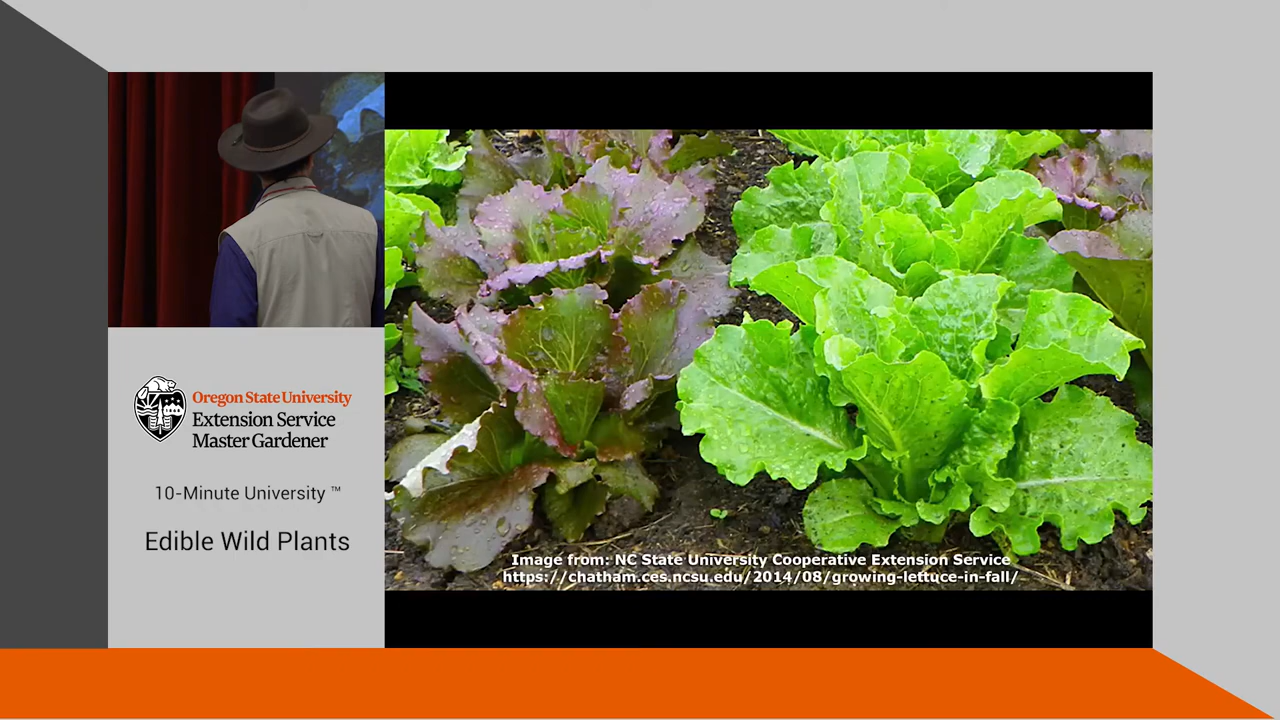 Oregon State University
Extension Service
Master Gardener
10-Minute University ™
Edible Wild Plants
Image from: NC State University Cooperative Extension Service
https://chatham.ces.ncsu.edu/2014/08/growing-lettuce-in-fall/